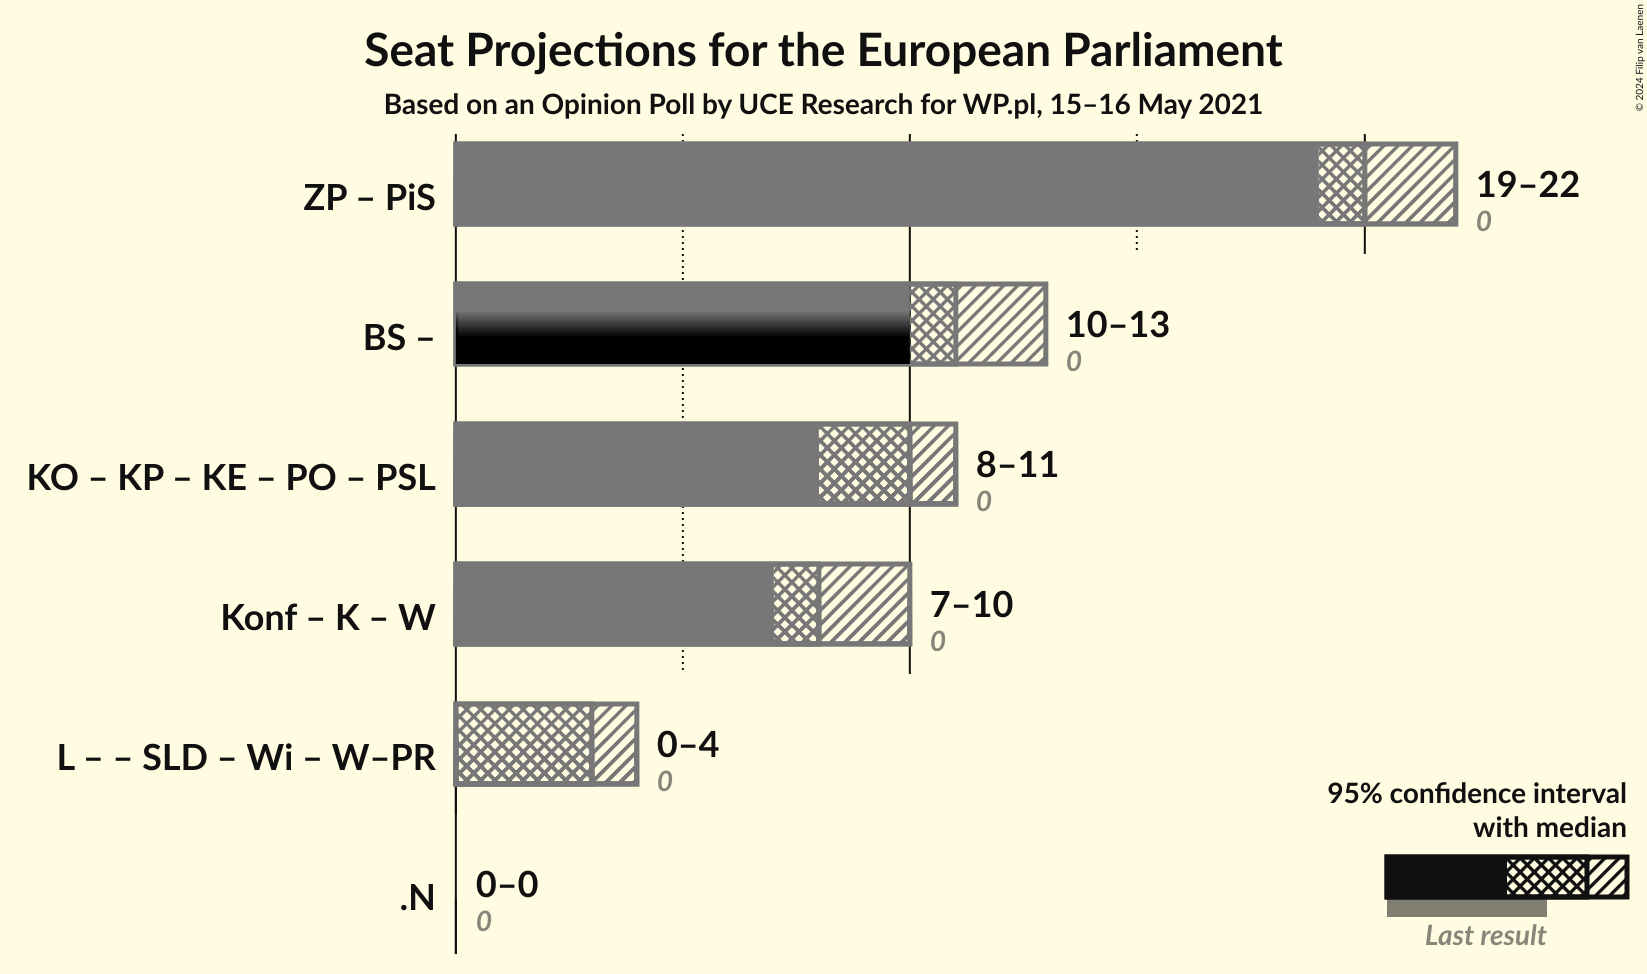 Seat Projections for the European Parliament
Based on an Opinion Poll by UCE Research for WP.pl, 15–16 May 2021
© 2024 Filip van Laenen
ZP – PiS
19–22
0
BS –
10–13
0
KO – KP – KE – PO – PSL
8–11
0
Konf – K – W
7–10
0
L – – SLD – Wi – W–PR
0–4
0
.N
0–0
0
95% confidence interval
with median
Last result